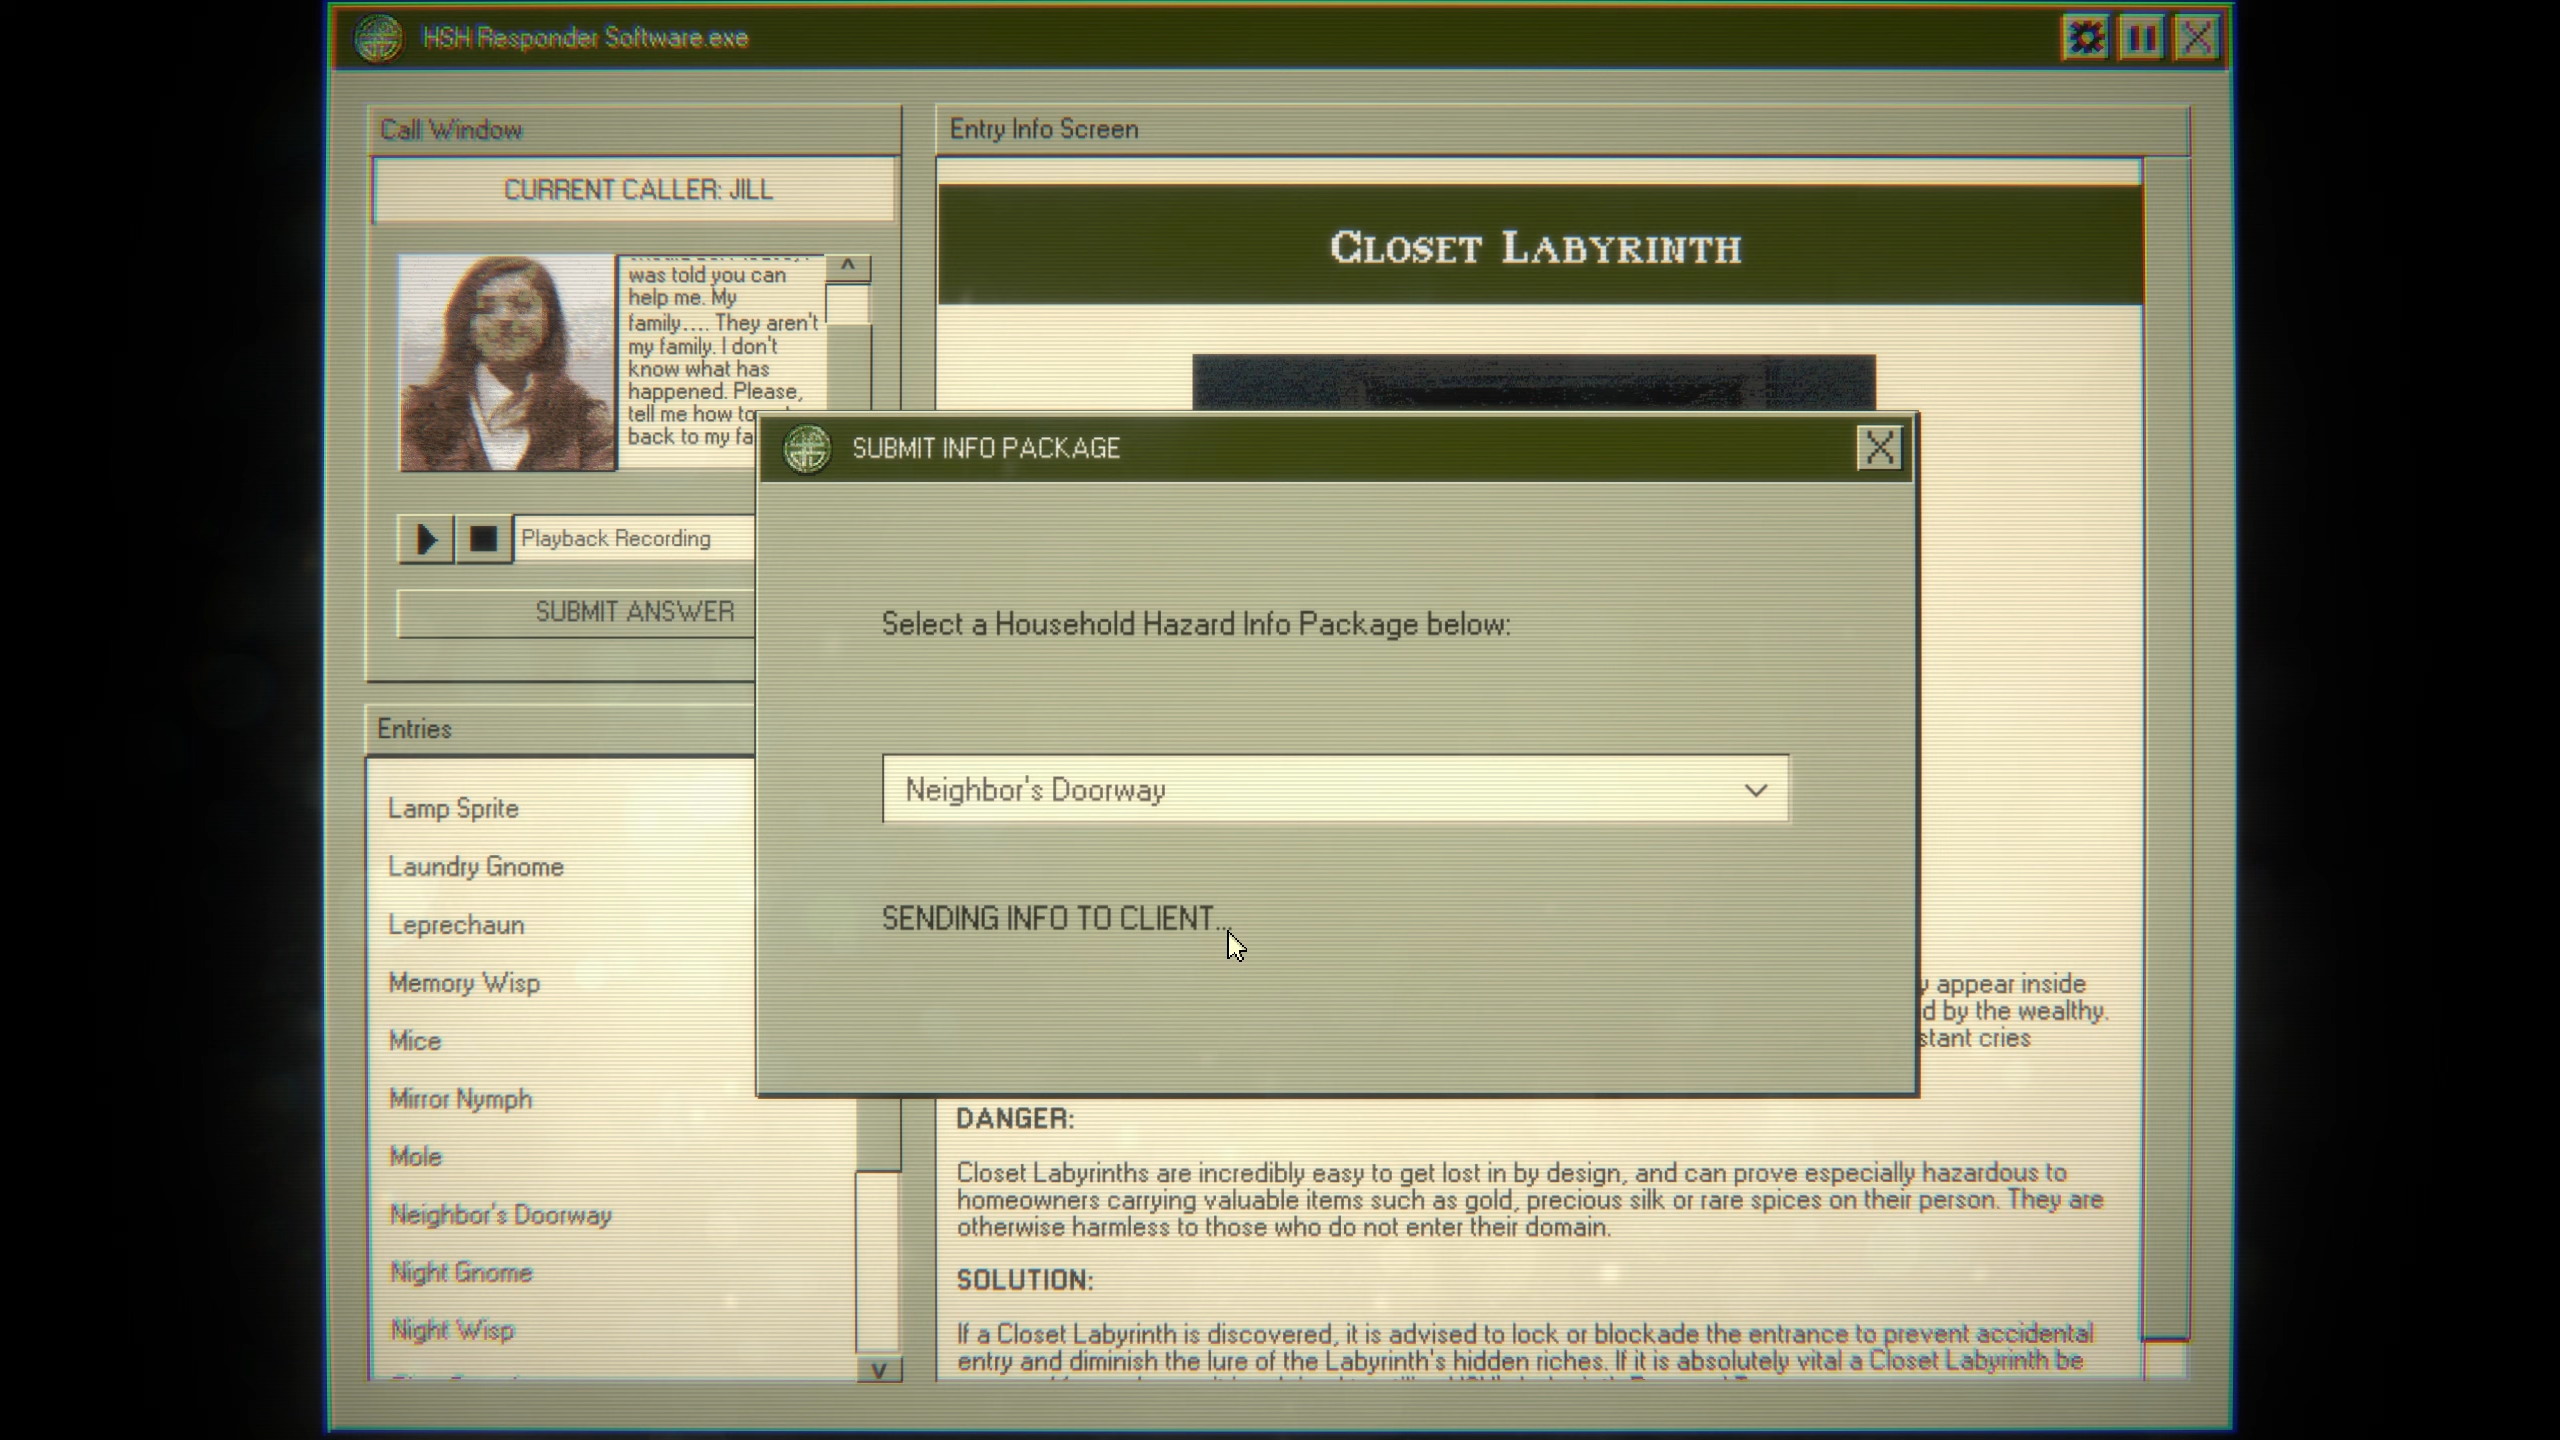 HSH Responder Software.exe
Call Window
CURRENT CALLER: JILL
was told you can
help me. My
family.... They aren't
my family. I don't
know what has
happened. Please,
tell me how to
back to my fa
Playback Recording
SUBMIT ANSWER
Entries
Lamp Sprite
Laundry Gnome
Leprechaun
Memory Wisp
Mice
Mirror Nymph
Mole
Neighbor's Doorway
Night Gnome
Night Wisp
Entry Info Screen
CLOSET LABYRINTH
SUBMIT INFO PACKAGE
Select a Household Hazard Info Package below:
Neighbor's Doorway
SENDING INFO TO CLIENT...
y appear inside
d by the wealthy.
stant cries
DANGER:
Closet Labyrinths are incredibly easy to get lost in by design, and can prove especially hazardous to
homeowners carrying valuable items such as gold, precious silk or rare spices on their person. They are
otherwise harmless to those who do not enter their domain.
SOLUTION:
If a Closet Labyrinth is discovered, it is advised to lock or blockade the entrance to prevent accidental
entry and diminish the lure of the Labyrinth's hidden riches. If it is absolutely vital a Closet Labyrinth be